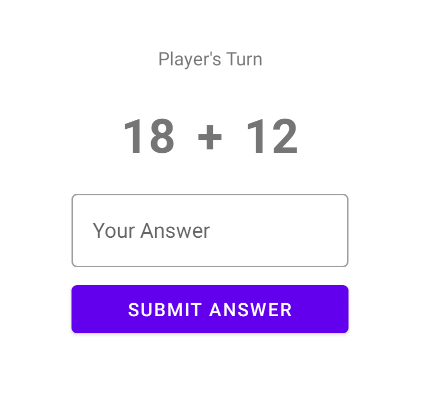 Player's Turn
18 + 12
Your Answer
SUBMIT ANSWER